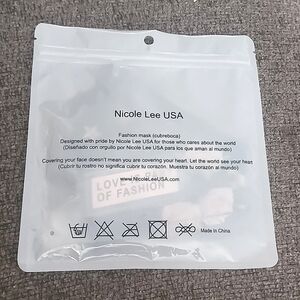 Nicole Lee USA
Fashion mask (cubreboca)
Designed with pride by Nicole Lee USA for those who cares about the world
(Diseñado con orgullo por Nicole Lee USA para los que aman al mundo)
Covering your face doesn't mean you are covering your heart. Let the world see your heart
(Cubrir tu rostro no significa cubrir tu corazón. Muestra tu corazón al mundo)
www.NicoleLeeUSA.com
LOVE
OF FASHION
Made In China